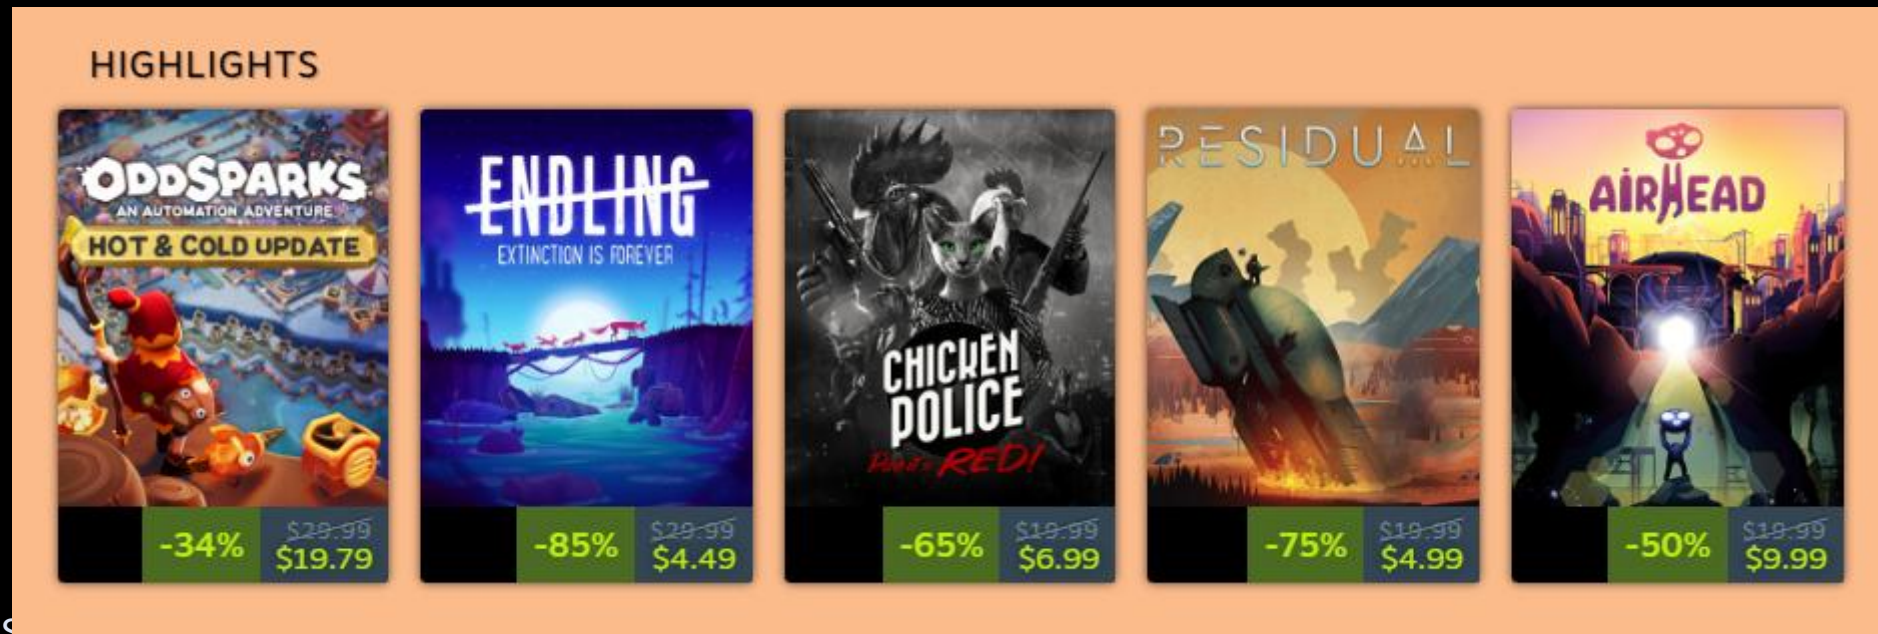 HIGHLIGHTS
ODDSPARKS
AN AUTOMATION ADVENTURE
HOT & COLD UPDATE
-34%
$29.99
$19.79
ENDLING
EXTINCTION IS FOREVER
-85%
$29.99
$4.49
CHICKEN
POLICE
Paint it RED!
-65%
$19.99
$6.99
RESIDUAL
-75%
$19.99
$4.99
AIRHEAD
-50%
$19.99
$9.99